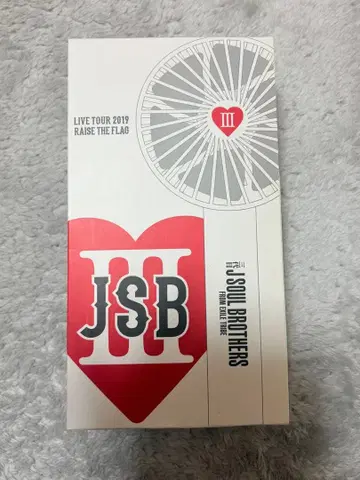 LIVE TOUR 2019
RAISE THE FLAG
III
III
JSB
三代目
J SOUL BROTHERS
FROM EXILE TRIBE